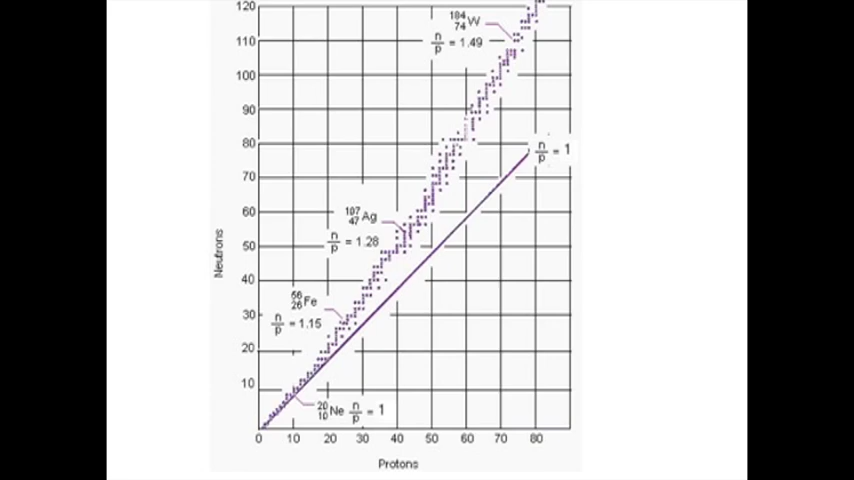 120
110
100
90
80
70
60
50
40
30
20
10
0 10 20 30 40 50 60 70 80
Neutrons
Protons
184
74 W
n/p = 1.49
n/p = 1
107
47 Ag
n/p = 1.28
56
26 Fe
n/p = 1.15
20
10 Ne n/p = 1